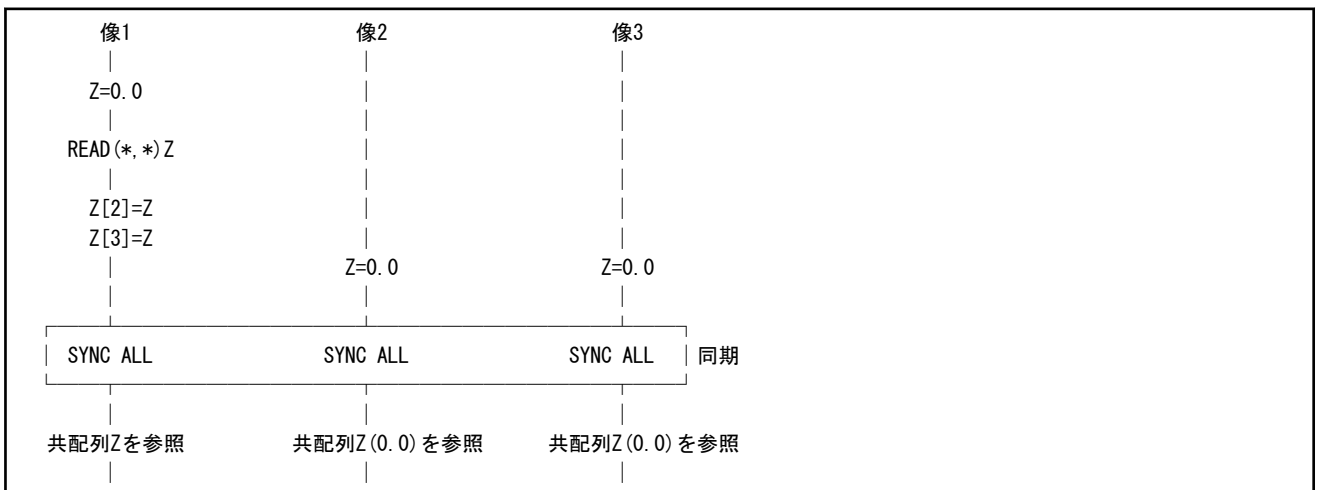 像1 像2 像3
Z=0.0
READ(*,*)Z
Z[2]=Z
Z[3]=Z
Z=0.0 Z=0.0
SYNC ALL SYNC ALL SYNC ALL 同期
共配列Zを参照 共配列Z(0.0)を参照 共配列Z(0.0)を参照